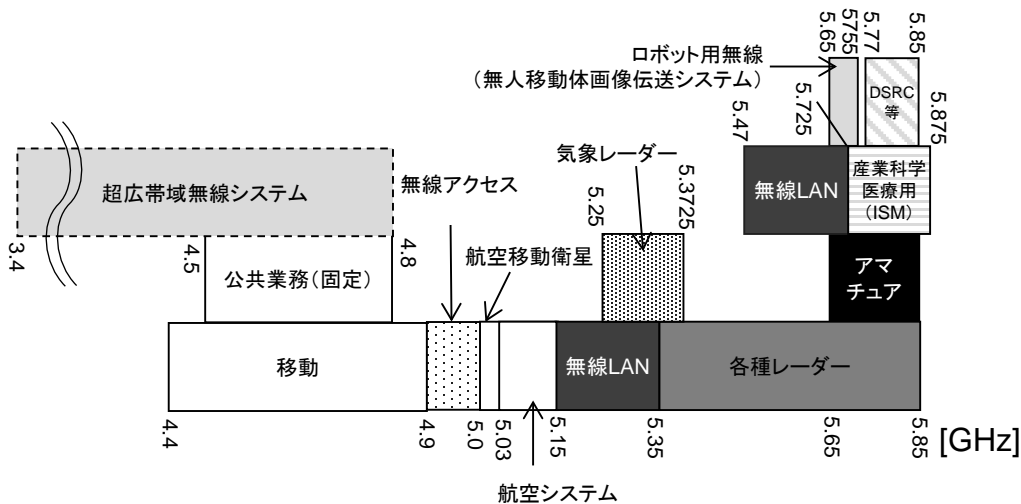 5.65
5755
5.77
5.85
ロボット用無線
(無人移動体画像伝送システム)
DSRC
等
5.47
5.725
5.875
気象レーダー
無線アクセス
超広帯域無線システム
5.25
5.3725
無線LAN
産業科学
医療用
(ISM)
3.4
4.5
4.8
公共業務(固定)
航空移動衛星
アマ
チュア
移動
無線LAN
各種レーダー
4.4
4.9
5.0
5.03
5.15
5.35
5.65
5.85
[GHz]
航空システム